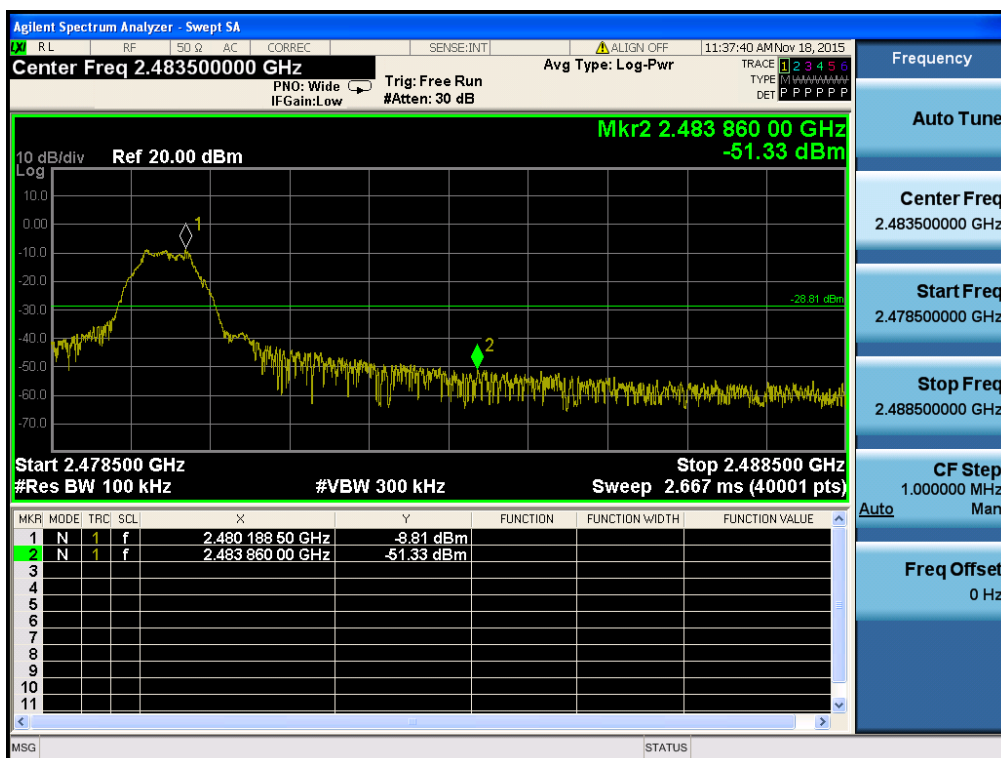 Agilent Spectrum Analyzer - Swept SA
LXI RL RF 50 Ω AC CORREC SENSE:INT ALIGN OFF 11:37:40 AM Nov 18, 2015
Center Freq 2.483500000 GHz
PNO: Wide
IFGain:Low
Trig: Free Run
#Atten: 30 dB
Avg Type: Log-Pwr
TRACE 1 2 3 4 5 6
TYPE M W W W W W
DET P P P P P P
Mkr2 2.483 860 00 GHz
-51.33 dBm
10 dB/div
Log
Ref 20.00 dBm
10.0
0.00
-10.0
-20.0
-30.0
-40.0
-50.0
-60.0
-70.0
1
-28.81 dBm
2
Start 2.478500 GHz
Stop 2.488500 GHz
#Res BW 100 kHz
#VBW 300 kHz
Sweep 2.667 ms (40001 pts)
MKR MODE TRC SCL X Y FUNCTION FUNCTION WIDTH FUNCTION VALUE
1 N 1 f 2.480 188 50 GHz -8.81 dBm
2 N 1 f 2.483 860 00 GHz -51.33 dBm
3
4
5
6
7
8
9
10
11
MSG
STATUS
Frequency
Auto Tune
Center Freq
2.483500000 GHz
Start Freq
2.478500000 GHz
Stop Freq
2.488500000 GHz
CF Step
1.000000 MHz
Auto Man
Freq Offset
0 Hz